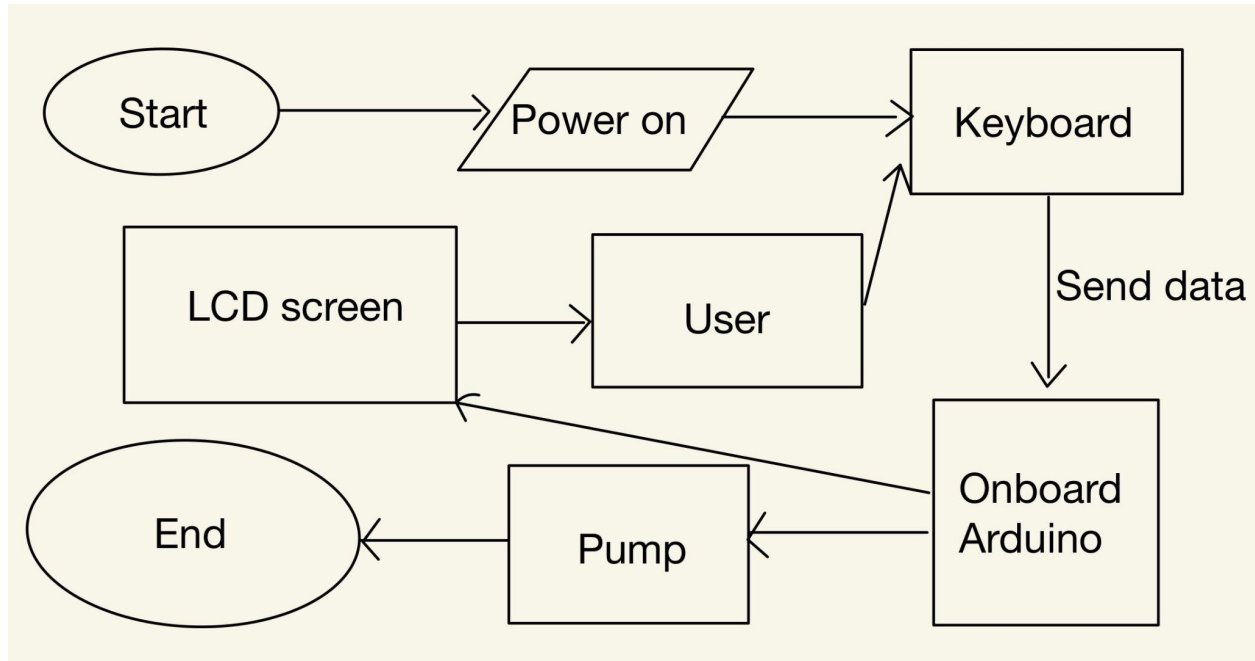 Start
Power on
Keyboard
LCD screen
User
Send data
End
Pump
Onboard
Arduino